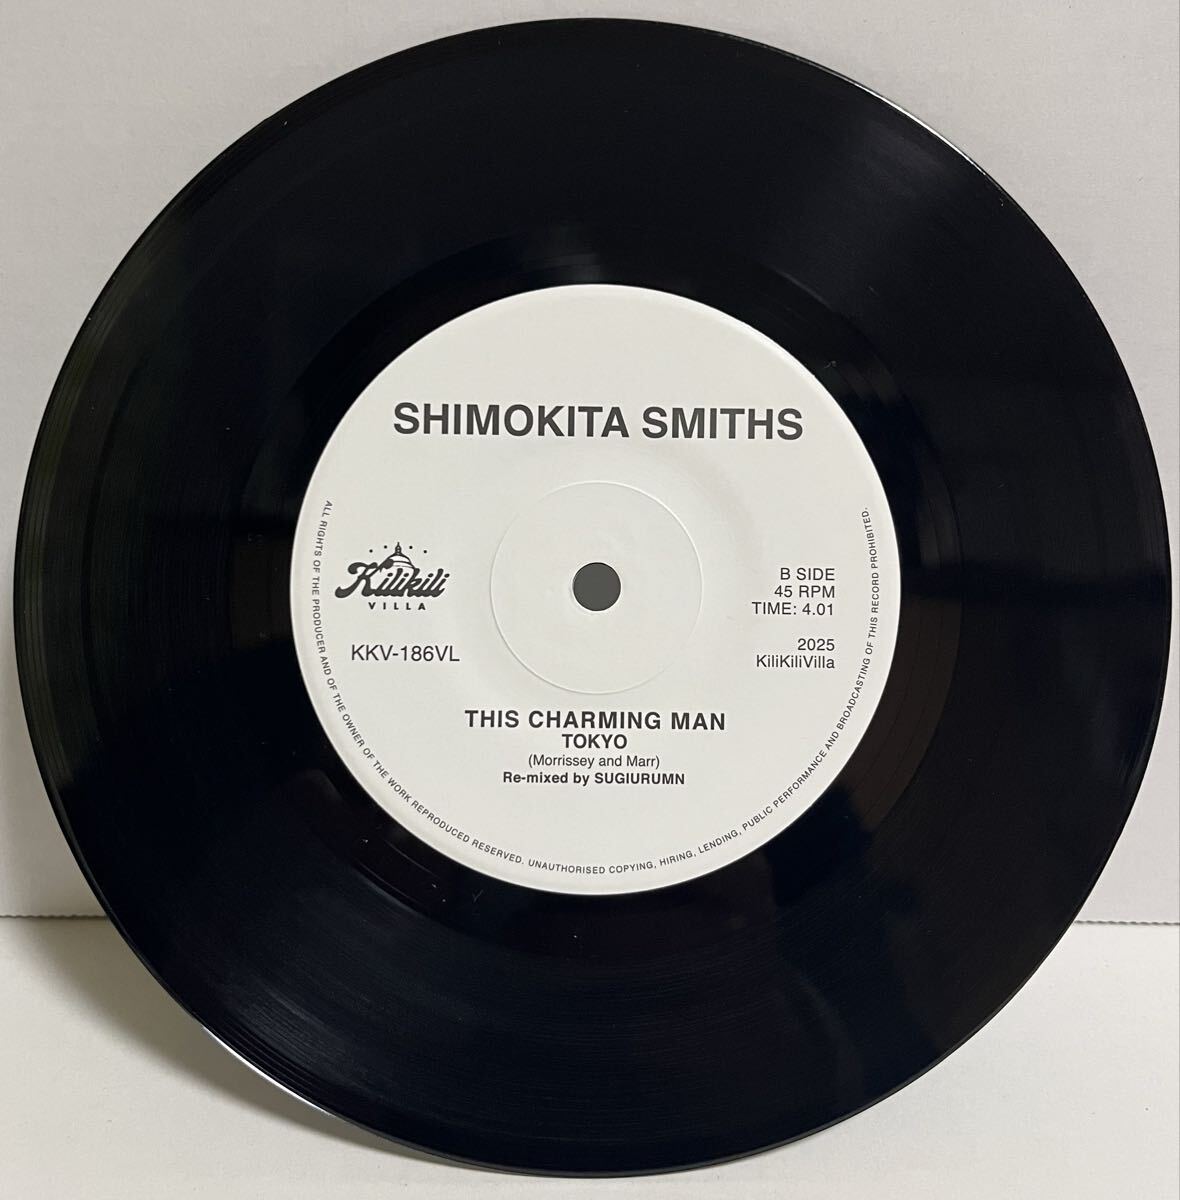 SHIMOKITA SMITHS
Kilikili
VILLA
KKV-186VL
B SIDE
45 RPM
TIME: 4.01
2025
KiliKiliVilla
THIS CHARMING MAN
TOKYO
(Morrissey and Marr)
Re-mixed by SUGIURUMN
ALL RIGHTS OF THE PRODUCER AND OF THE OWNER OF THE WORK REPRODUCED RESERVED. UNAUTHORISED COPYING, HIRING, LENDING, PUBLIC PERFORMANCE AND BROADCASTING OF THIS RECORD PROHIBITED.